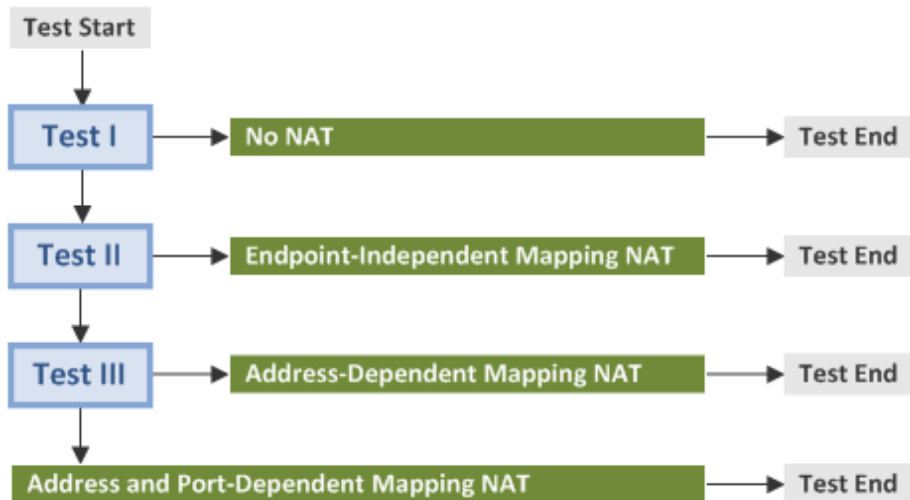 Test Start
Test I
No NAT
Test End
Test II
Endpoint-Independent Mapping NAT
Test End
Test III
Address-Dependent Mapping NAT
Test End
Address and Port-Dependent Mapping NAT
Test End